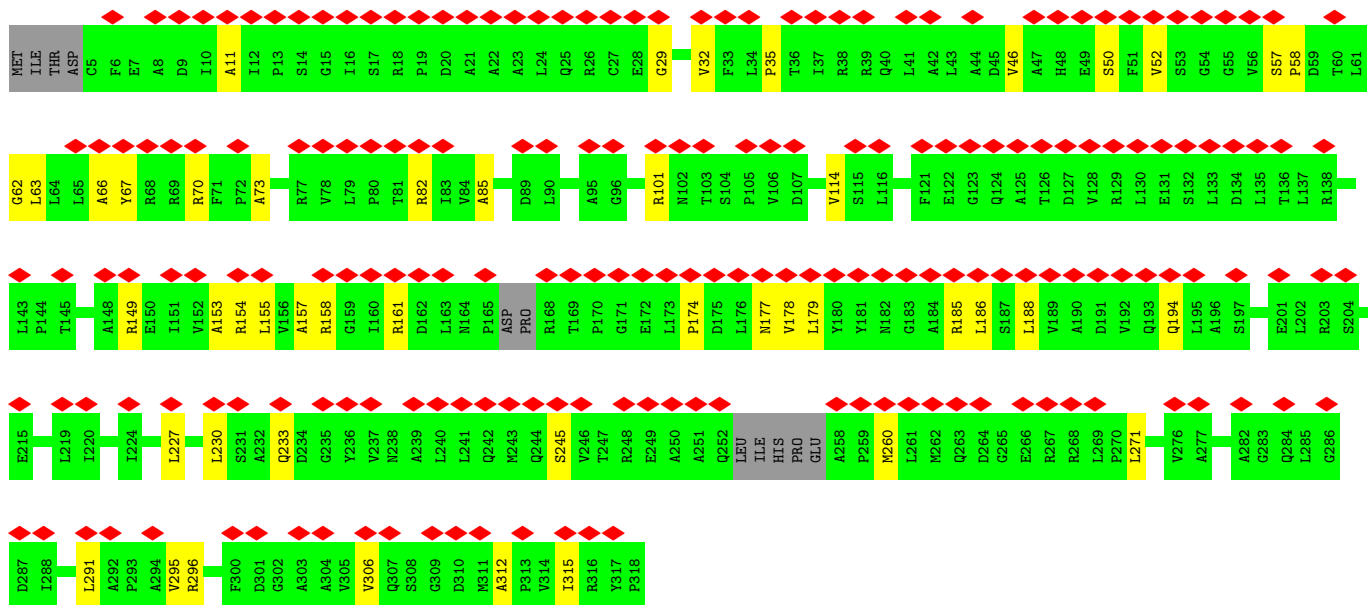 MET ILE THR ASP C5 F6 E7 A8 D9 I10 A11 I12 P13 S14 G15 I16 S17 R18 P19 D20 A21 A22 A23 L24 Q25 R26 C27 E28 G29 V32 F33 L34 P35 T36 I37 R38 R39 Q40 L41 A42 L43 A44 D45 V46 A47 H48 E49 S50 F51 V52 S53 G54 G55 V56 S57 P58 D59 T60 L61
G62 L63 L64 L65 A66 Y67 R68 R69 R70 F71 P72 A73 R77 V78 L79 P80 T81 R82 I83 V84 A85 D89 L90 A95 G96 R101 N102 T103 S104 P105 V106 D107 V114 S115 L116 F121 E122 G123 Q124 A125 T126 D127 V128 R129 L130 E131 S132 L133 D134 L135 T136 L137 R138
L143 P144 T145 A148 R149 E150 I151 V152 A153 R154 L155 V156 A157 R158 G159 I160 R161 D162 L163 N164 P165 ASP PRO R168 T169 P170 G171 E172 L173 P174 D175 L176 N177 V178 L179 Y180 Y181 N182 G183 A184 R185 L186 S187 L188 V189 A190 D191 V192 Q193 Q194 L195 A196 S197 E201 L202 R203 S204
E215 L219 I220 I224 L227 L230 S231 A232 Q233 D234 G235 Y236 V237 N238 A239 L240 L241 Q242 M243 Q244 S245 V246 T247 R248 E249 A250 A251 Q252 LEU ILE HIS PRO GLU A258 P259 M260 L261 M262 Q263 D264 G265 E266 R267 R268 L269 P270 L271 V276 A277 A282 G283 Q284 L285 G286
D287 I288 L291 A292 P293 A294 V295 R296 F300 D301 G302 A303 A304 V305 V306 Q307 S308 G309 D310 M311 A312 P313 V314 I315 R316 Y317 P318